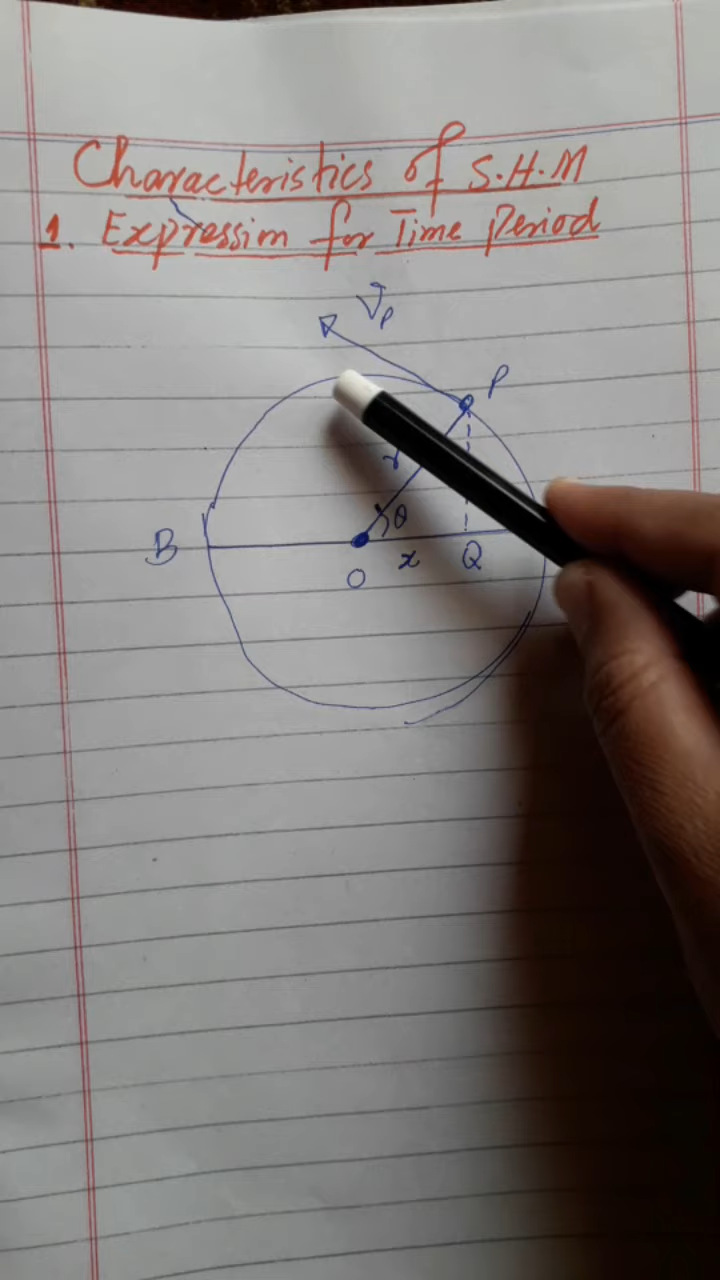 Characteristics of S.H.M
1. Expression for Time Period
Vp
P
r
θ
B
x
Q
O